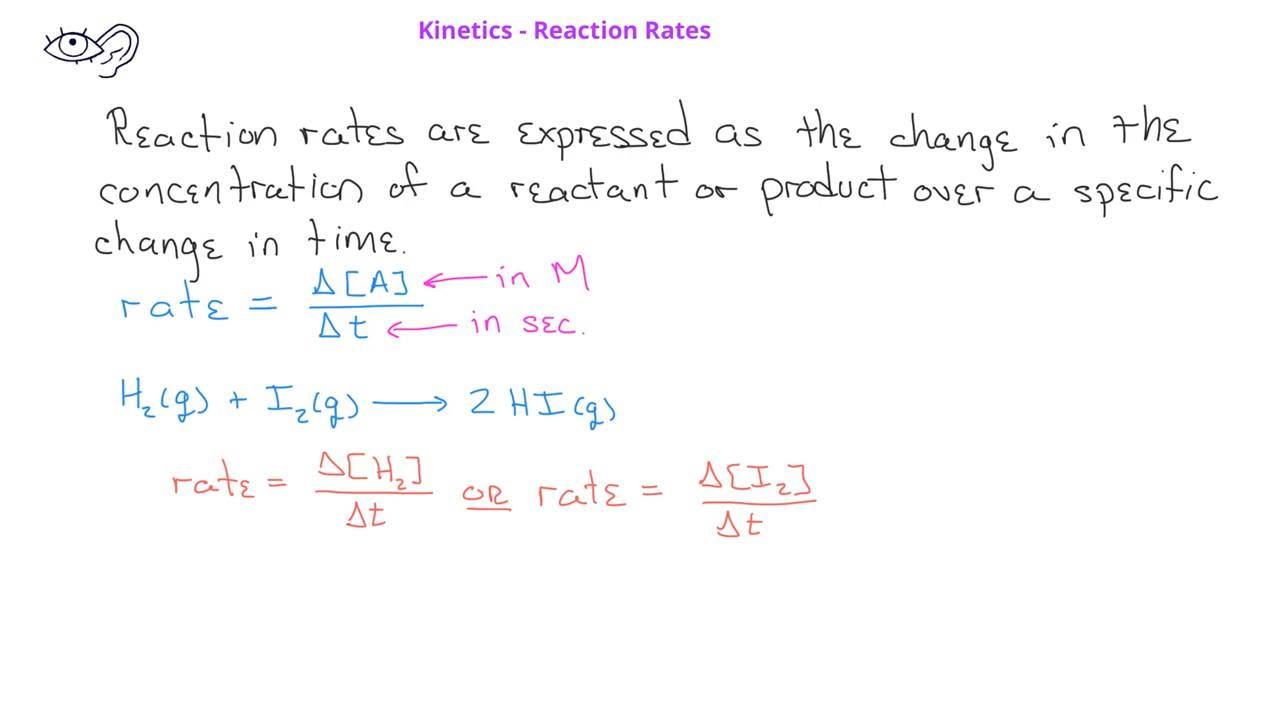 Kinetics - Reaction Rates
Reaction rates are expressed as the change in the
concentration of a reactant or product over a specific
change in time.
rate = Δ[A] / Δt ← in M ← in sec.
H₂(g) + I₂(g) ⟶ 2 HI(g)
rate = Δ[H₂] / Δt OR rate = Δ[I₂] / Δt